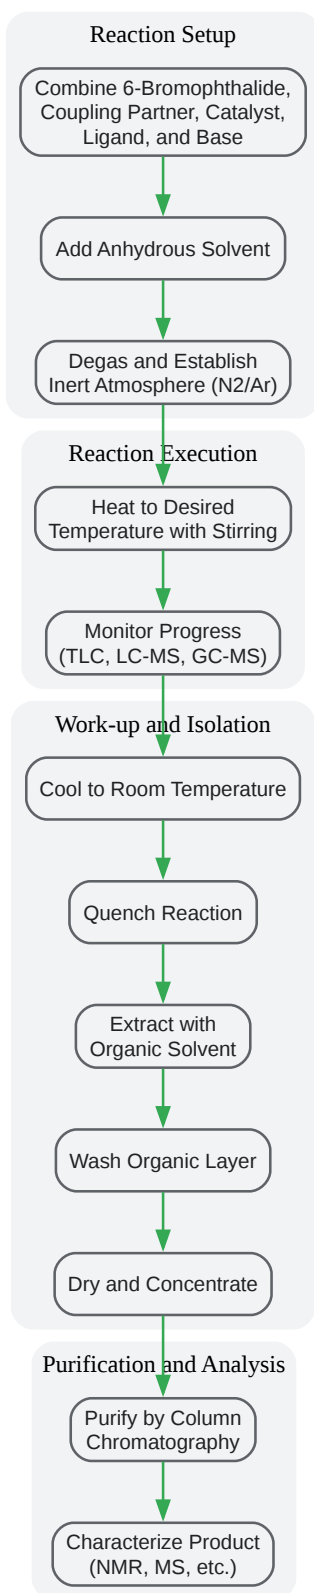 Reaction Setup
Combine 6-Bromophthalide,
Coupling Partner, Catalyst,
Ligand, and Base
Add Anhydrous Solvent
Degas and Establish
Inert Atmosphere (N2/Ar)
Reaction Execution
Heat to Desired
Temperature with Stirring
Monitor Progress
(TLC, LC-MS, GC-MS)
Work-up and Isolation
Cool to Room Temperature
Quench Reaction
Extract with
Organic Solvent
Wash Organic Layer
Dry and Concentrate
Purification and Analysis
Purify by Column
Chromatography
Characterize Product
(NMR, MS, etc.)